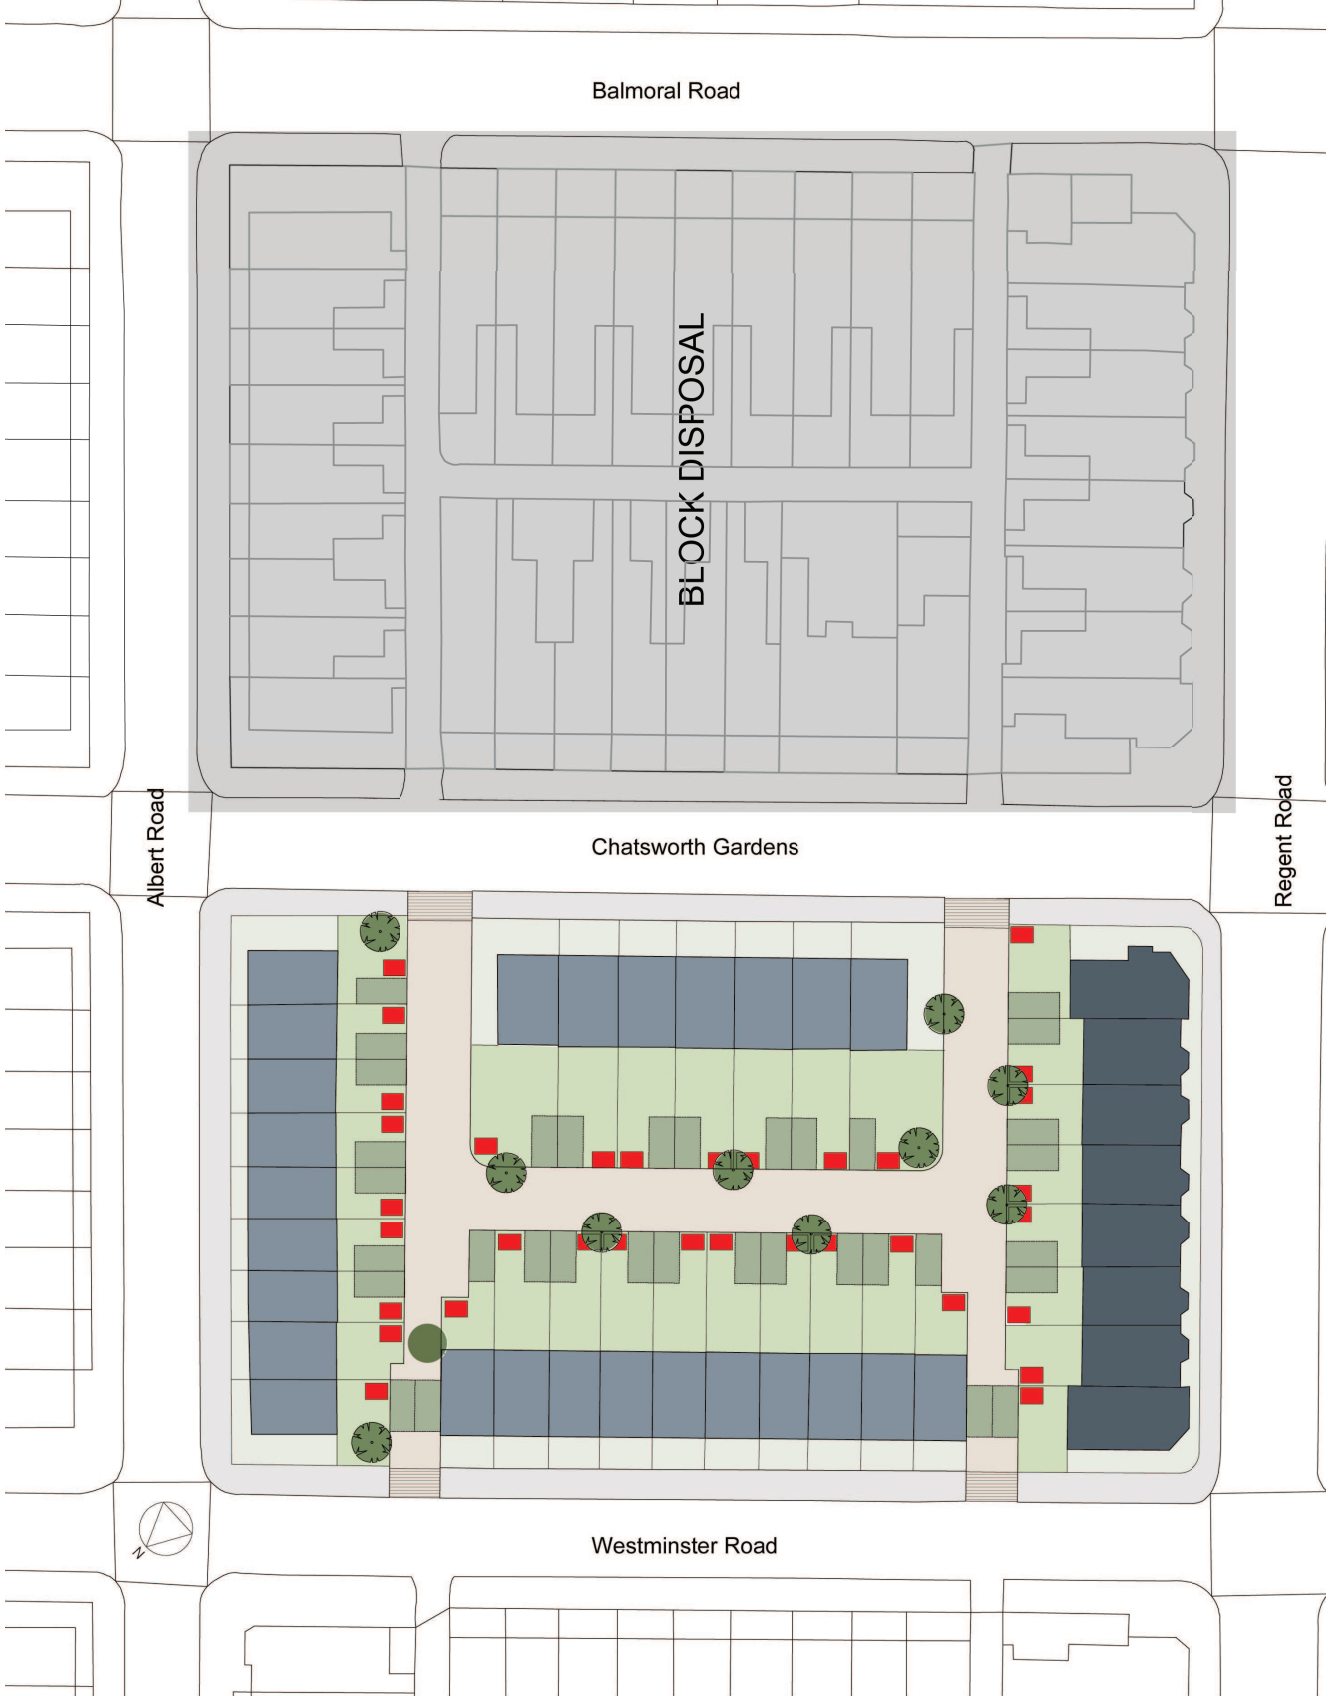 Balmoral Road
BLOCK DISPOSAL
Albert Road
Chatsworth Gardens
Regent Road
N
Westminster Road